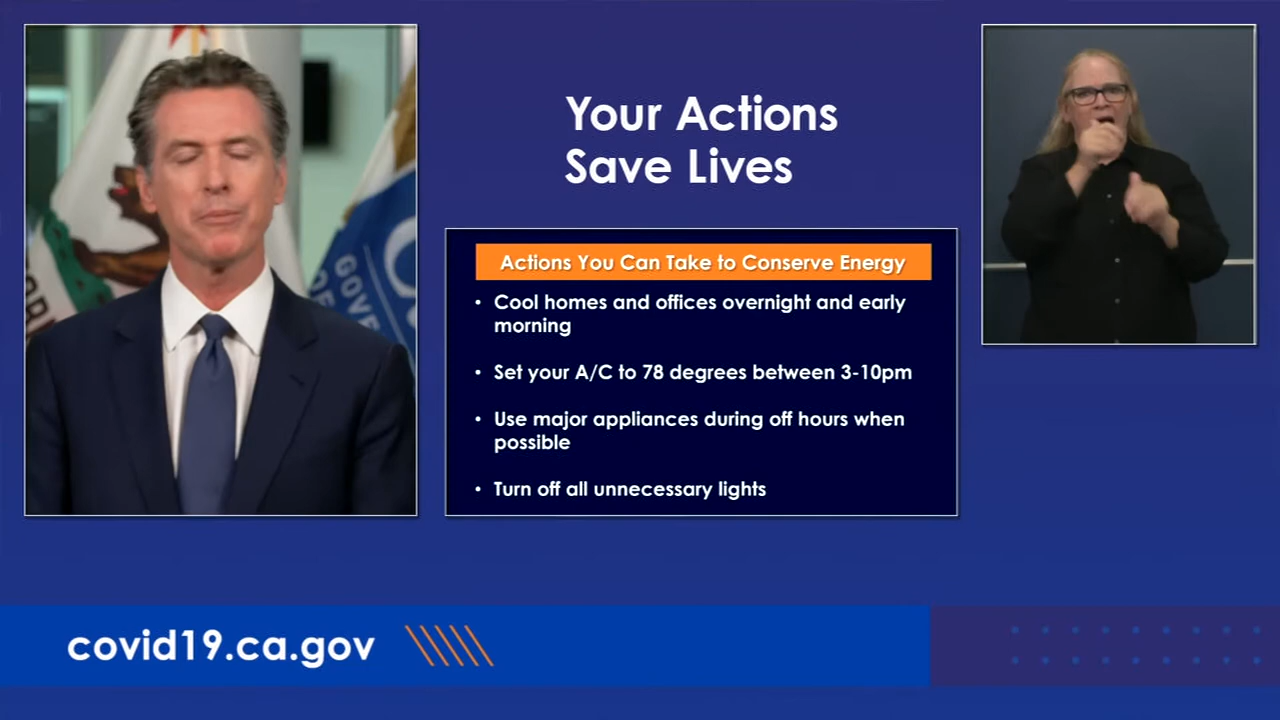 Your Actions
Save Lives
Actions You Can Take to Conserve Energy
• Cool homes and offices overnight and early
morning
• Set your A/C to 78 degrees between 3-10pm
• Use major appliances during off hours when
possible
• Turn off all unnecessary lights
covid19.ca.gov